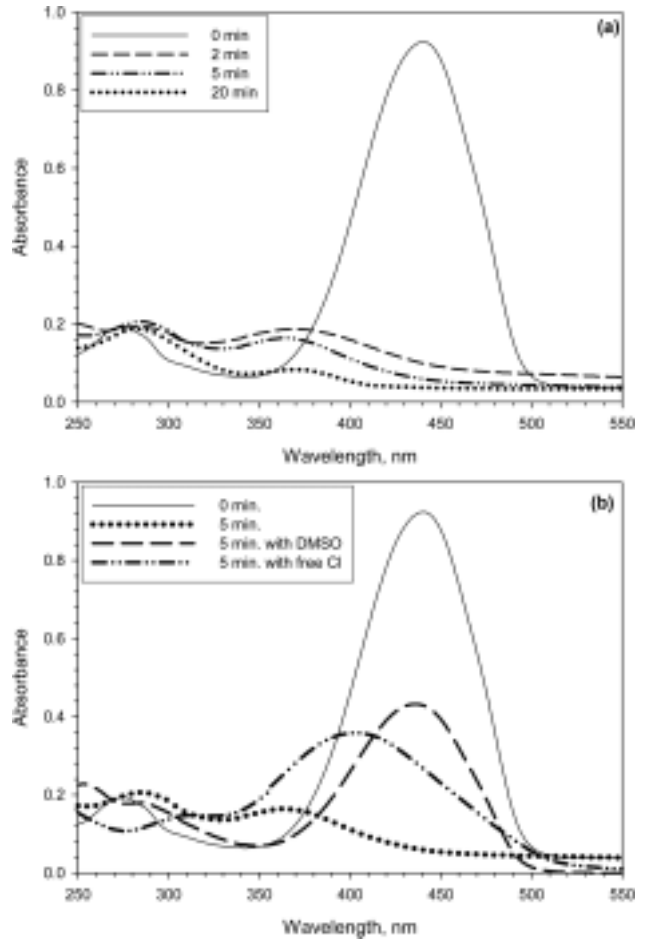 (a)
0 min
2 min
5 min
20 min
1.0
0.8
0.6
0.4
0.2
0.0
Absorbance
250 300 350 400 450 500 550
Wavelength, nm
(b)
0 min.
5 min.
5 min. with DMSO
5 min. with free Cl
1.0
0.8
0.6
0.4
0.2
0.0
Absorbance
250 300 350 400 450 500 550
Wavelength, nm